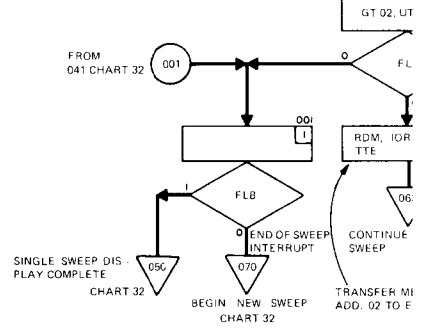 GT 02, UT
FROM
041 CHART 32
001
0
FL
001
1
RDM, IOR
TTE
1
FLB
0
END OF SWEEP
INTERRUPT
CONTINUE
SWEEP
SINGLE SWEEP DIS -
PLAY COMPLETE
050
070
06
CHART 32
BEGIN NEW SWEEP
CHART 32
TRANSFER ME
ADD. 02 TO E